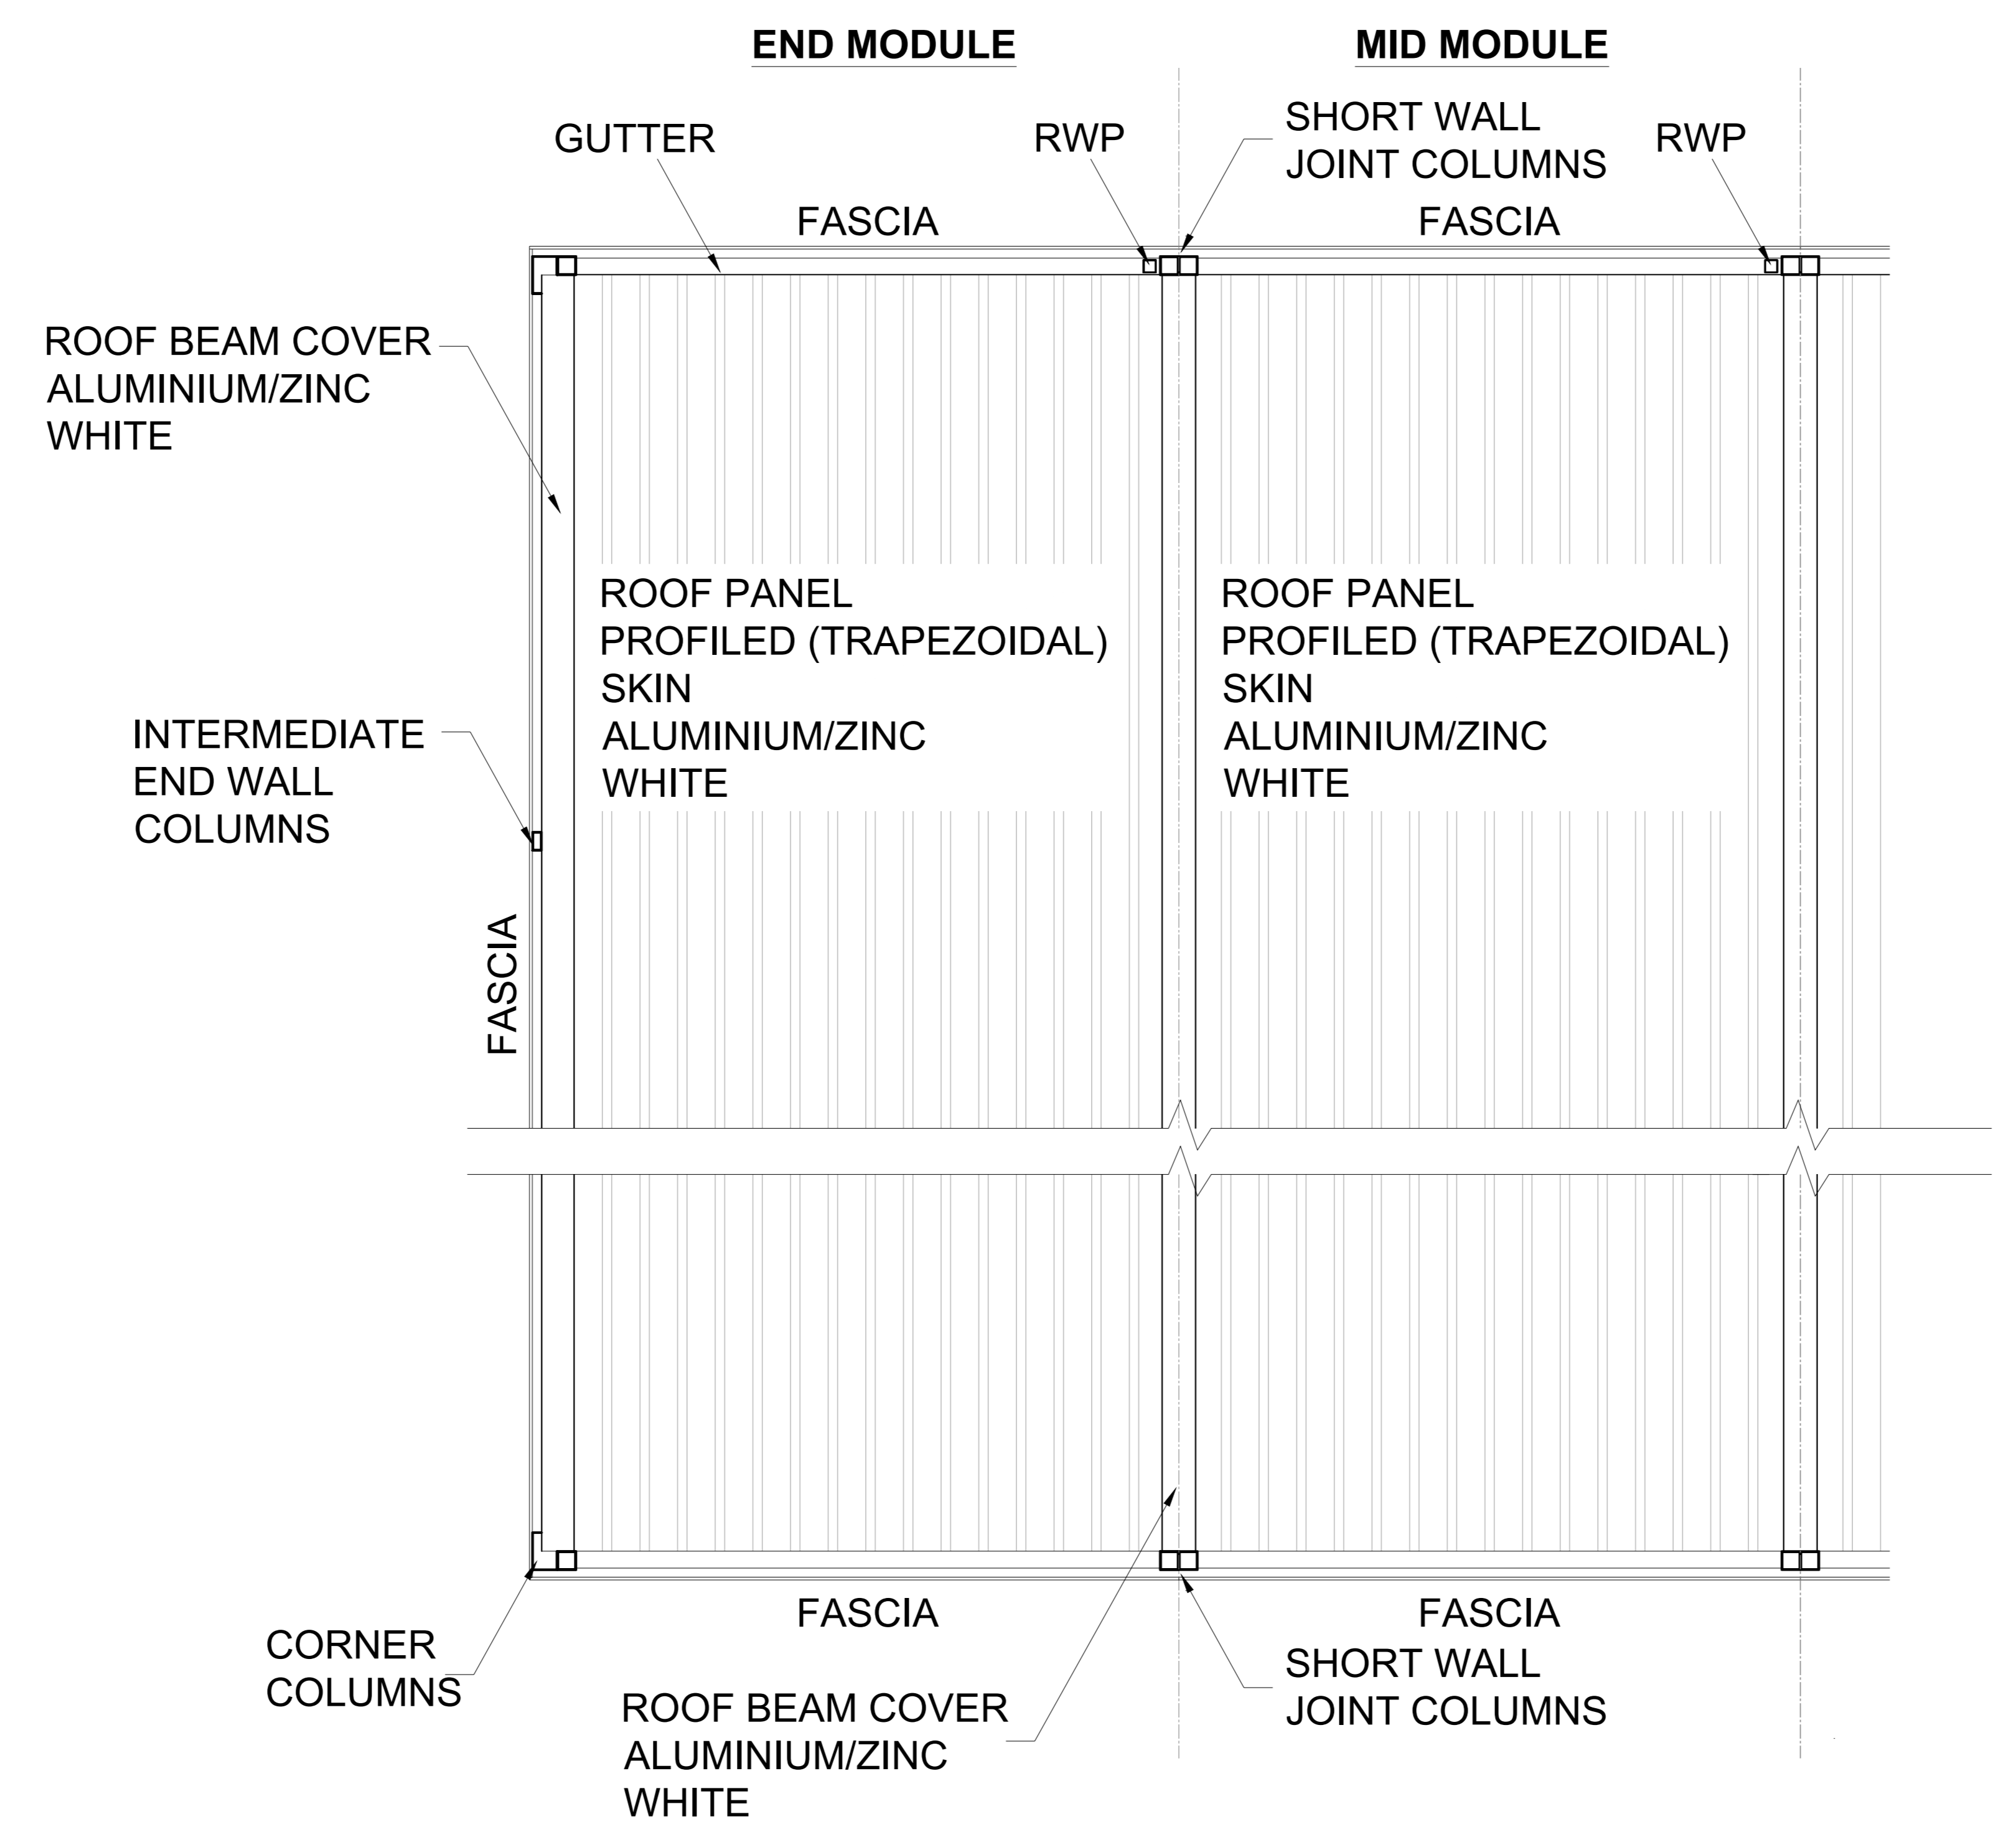 END MODULE
MID MODULE
GUTTER
RWP
SHORT WALL
JOINT COLUMNS
RWP
FASCIA
FASCIA
ROOF BEAM COVER
ALUMINIUM/ZINC
WHITE
ROOF PANEL
PROFILED (TRAPEZOIDAL)
SKIN
ALUMINIUM/ZINC
WHITE
ROOF PANEL
PROFILED (TRAPEZOIDAL)
SKIN
ALUMINIUM/ZINC
WHITE
INTERMEDIATE
END WALL
COLUMNS
FASCIA
FASCIA
FASCIA
CORNER
COLUMNS
ROOF BEAM COVER
ALUMINIUM/ZINC
WHITE
SHORT WALL
JOINT COLUMNS